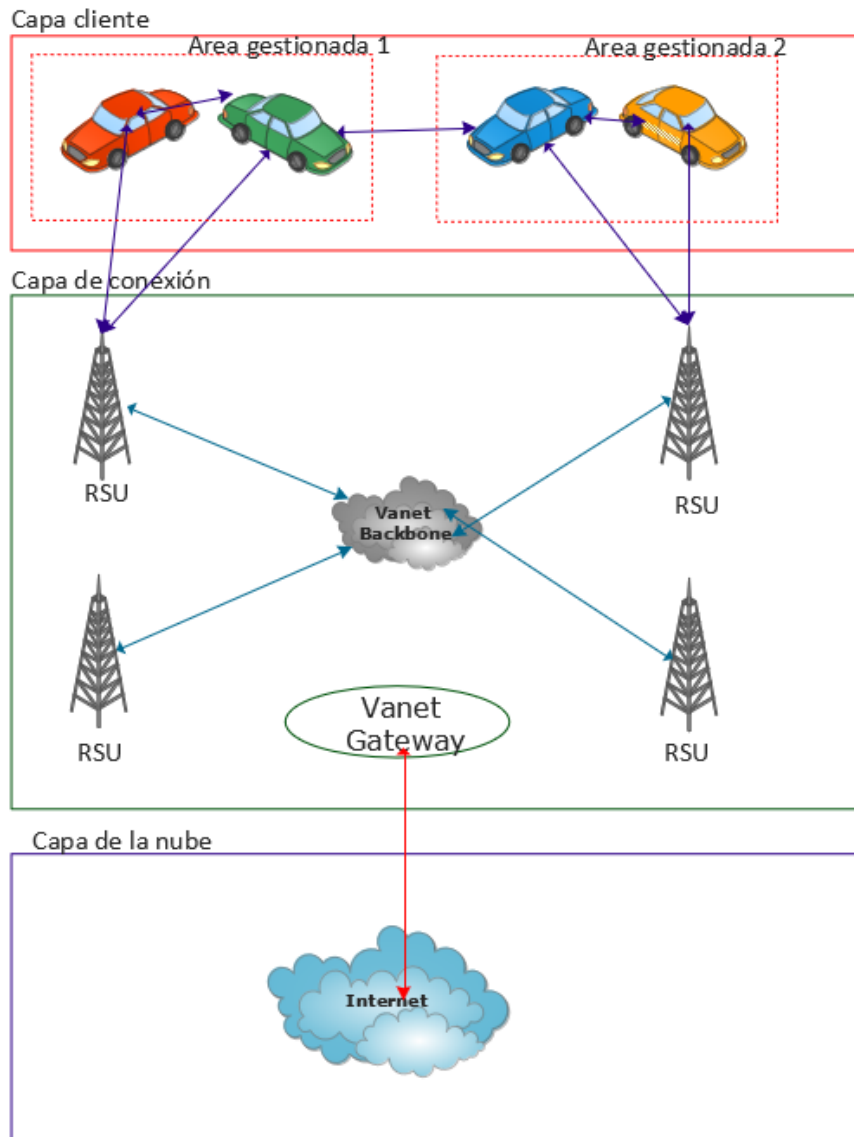 Capa cliente
Area gestionada 1
Area gestionada 2
Capa de conexión
RSU
RSU
Vanet
Backbone
RSU
RSU
Vanet
Gateway
Capa de la nube
Internet